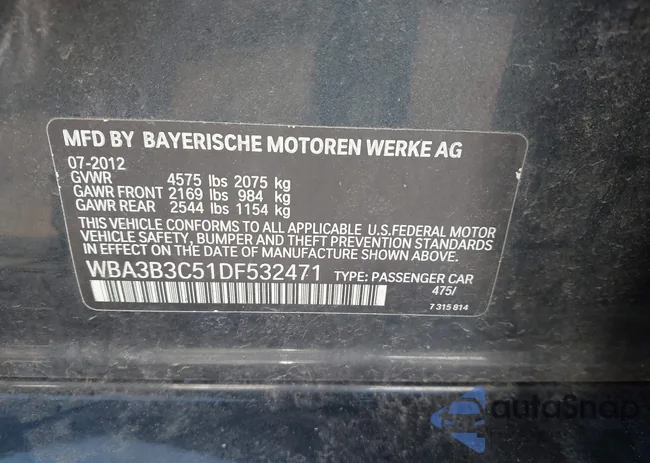 MFD BY BAYERISCHE MOTOREN WERKE AG
07-2012
GVWR 4575 lbs 2075 kg
GAWR FRONT 2169 lbs 984 kg
GAWR REAR 2544 lbs 1154 kg
THIS VEHICLE CONFORMS TO ALL APPLICABLE U.S.FEDERAL MOTOR
VEHICLE SAFETY, BUMPER AND THEFT PREVENTION STANDARDS
IN EFFECT ON THE DATE OF MANUFACTURE SHOWN ABOVE.
WBA3B3C51DF532471 TYPE: PASSENGER CAR
475/
7 315 814
autoSnap